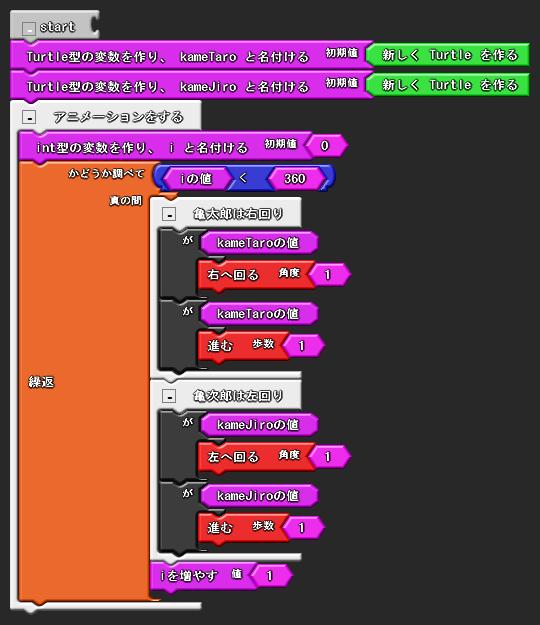 start
Turtle型の変数を作り、 kameTaro と名付ける 初期値 新しく Turtle を作る
Turtle型の変数を作り、 kameJiro と名付ける 初期値 新しく Turtle を作る
アニメーションをする
int型の変数を作り、 i と名付ける 初期値 0
かどうか調べて iの値 < 360
真の間
亀太郎は右回り
が kameTaroの値
右へ回る 角度 1
が kameTaroの値
進む 歩数 1
繰返
亀次郎は左回り
が kameJiroの値
左へ回る 角度 1
が kameJiroの値
進む 歩数 1
iを増やす 値 1